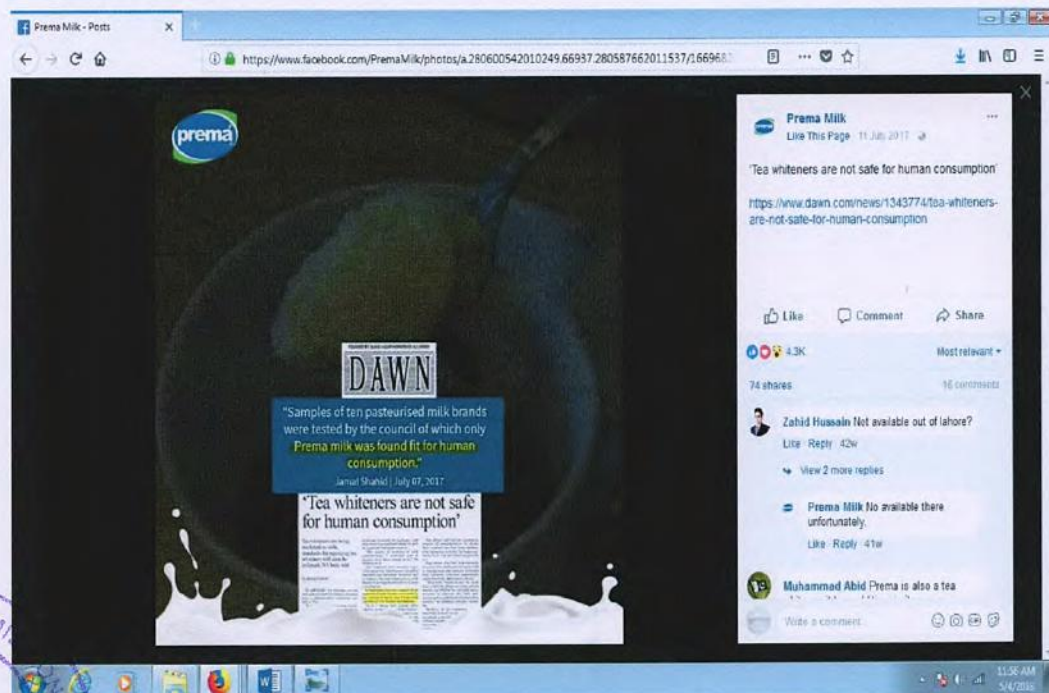 Prema Milk - Posts
https://www.facebook.com/PremaMilk/photos/a.280600542010249.66937.280587662011537/166968
prema
DAWN
"Samples of ten pasteurised milk brands
were tested by the council of which only
Prema milk was found fit for human
consumption."
Jamal Shahid | July 07, 2017
'Tea whiteners are not safe
for human consumption'
Prema Milk
Like This Page · 11 July 2017
'Tea whiteners are not safe for human consumption'
https://www.dawn.com/news/1343774/tea-whiteners-
are-not-safe-for-human-consumption
Like Comment Share
4.3K Most relevant
74 shares 16 comments
Zahid Hussain Not available out of lahore?
Like · Reply · 42w
View 2 more replies
Prema Milk No available there
unfortunately.
Like · Reply · 41w
Muhammad Abid Prema is also a tea
Write a comment...
11:56 AM